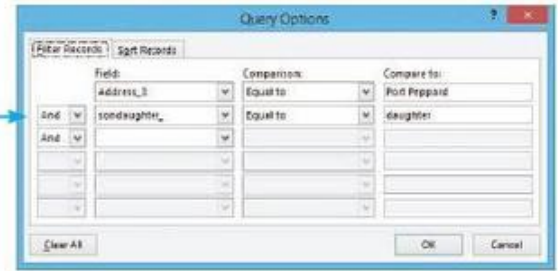 Query Options
Filter Records Sort Records
Field: Comparison: Compare to:
Address_3 Equal to Port Peppard
And sondaughter_ Equal to daughter
And
Clear All OK Cancel